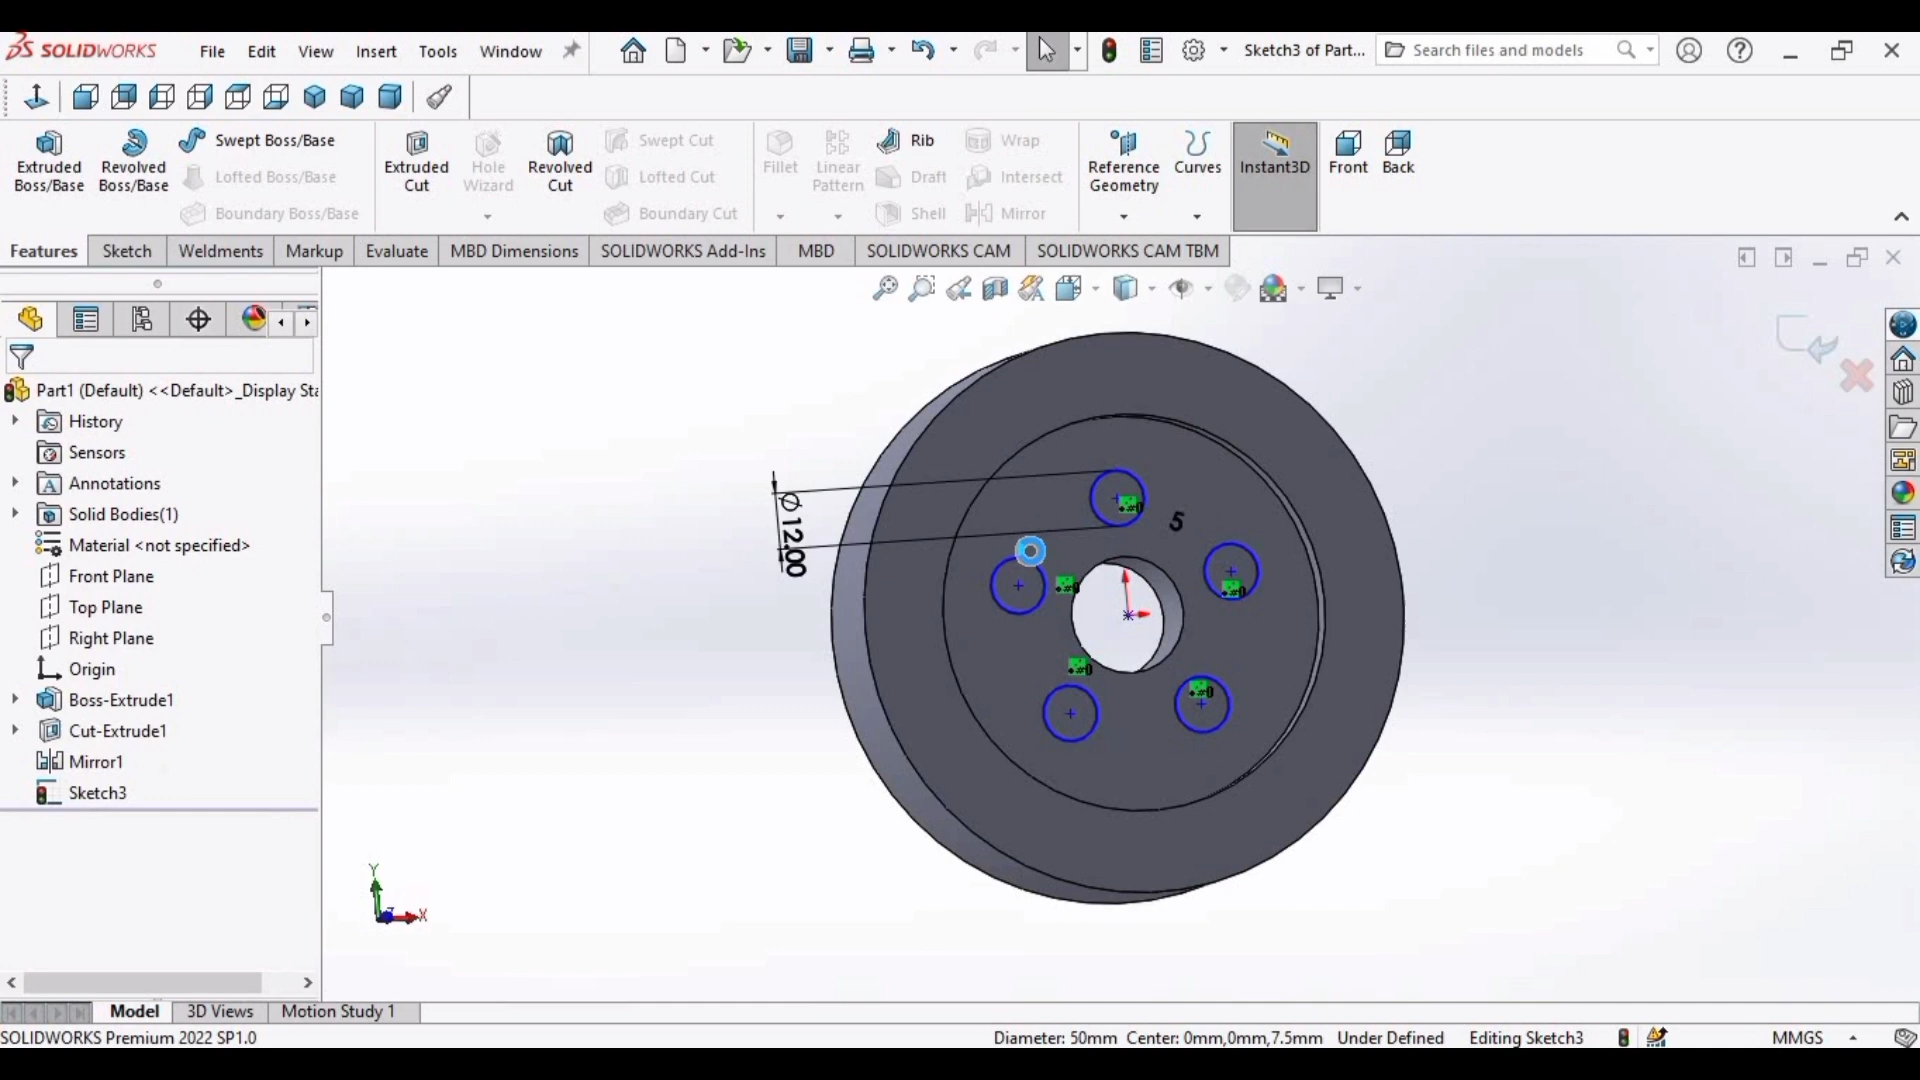 SOLIDWORKS File Edit View Insert Tools Window Sketch3 of Part... Search files and models
Extruded Boss/Base
Revolved Boss/Base
Swept Boss/Base
Lofted Boss/Base
Boundary Boss/Base
Extruded Cut
Hole Wizard
Revolved Cut
Swept Cut
Lofted Cut
Boundary Cut
Fillet
Linear Pattern
Rib
Draft
Shell
Wrap
Intersect
Mirror
Reference Geometry
Curves
Instant3D
Front
Back
Features Sketch Weldments Markup Evaluate MBD Dimensions SOLIDWORKS Add-Ins MBD SOLIDWORKS CAM SOLIDWORKS CAM TBM
Part1 (Default) <<Default>_Display Sta
History
Sensors
Annotations
Solid Bodies(1)
Material <not specified>
Front Plane
Top Plane
Right Plane
Origin
Boss-Extrude1
Cut-Extrude1
Mirror1
Sketch3
∅12.00
5
Y
Z
X
Model 3D Views Motion Study 1
SOLIDWORKS Premium 2022 SP1.0 Diameter: 50mm Center: 0mm,0mm,7.5mm Under Defined Editing Sketch3 MMGS